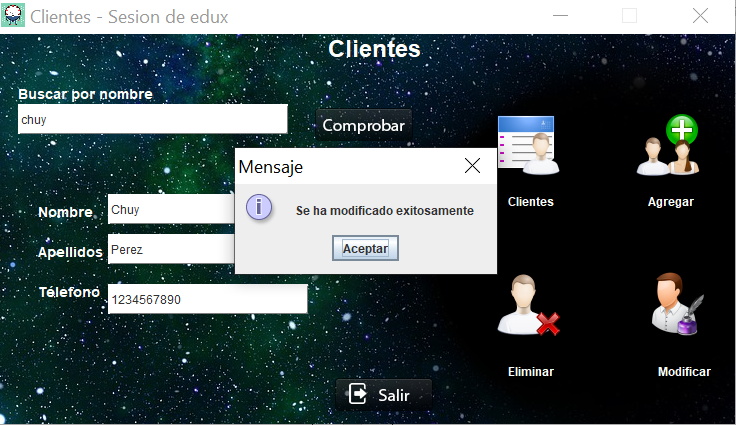 Clientes - Sesion de edux
Clientes
Buscar por nombre
chuy
Comprobar
Mensaje
Se ha modificado exitosamente
Aceptar
Nombre Chuy
Apellidos Perez
Télefono 1234567890
Clientes Agregar
Eliminar Modificar
Salir